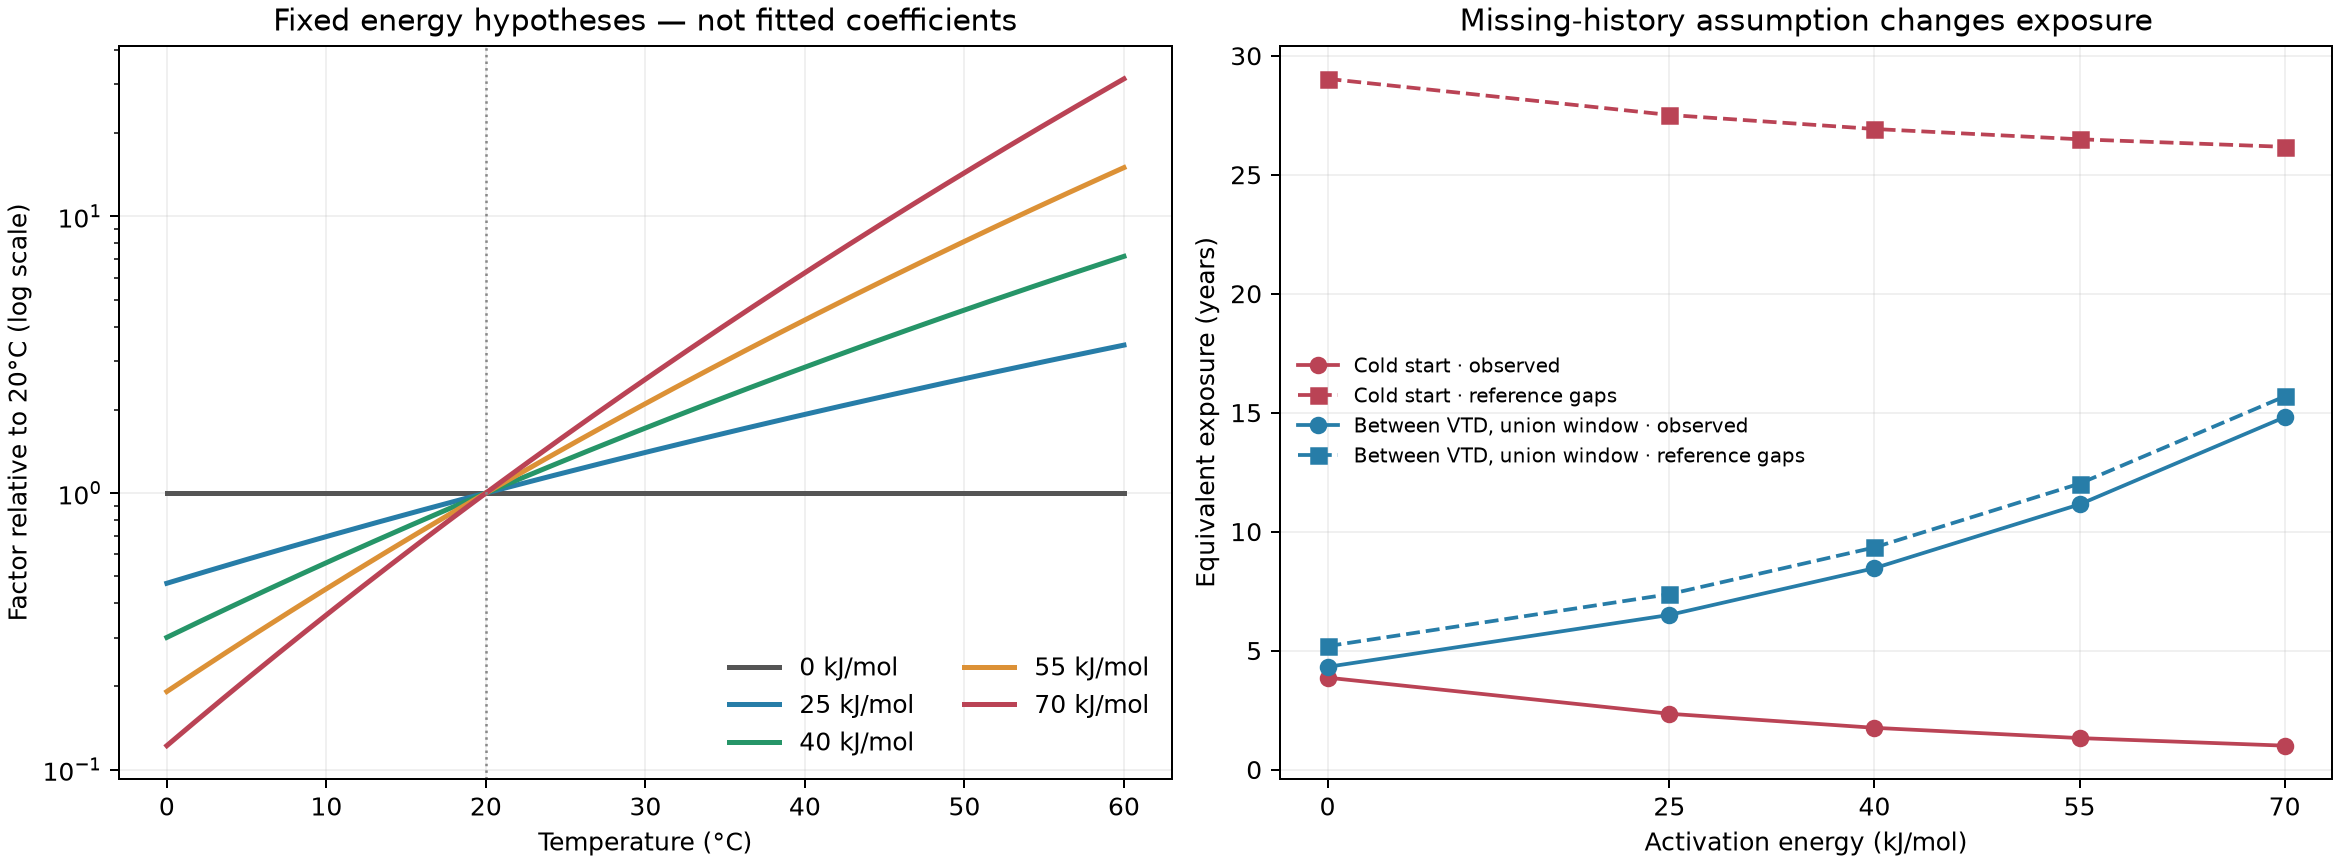 Fixed energy hypotheses — not fitted coefficients
Factor relative to 20°C (log scale)
10¹
10⁰
10⁻¹
0 kJ/mol
25 kJ/mol
40 kJ/mol
55 kJ/mol
70 kJ/mol
0 10 20 30 40 50 60
Temperature (°C)
Missing-history assumption changes exposure
Equivalent exposure (years)
30
25
20
15
10
5
0
Cold start · observed
Cold start · reference gaps
Between VTD, union window · observed
Between VTD, union window · reference gaps
0 25 40 55 70
Activation energy (kJ/mol)